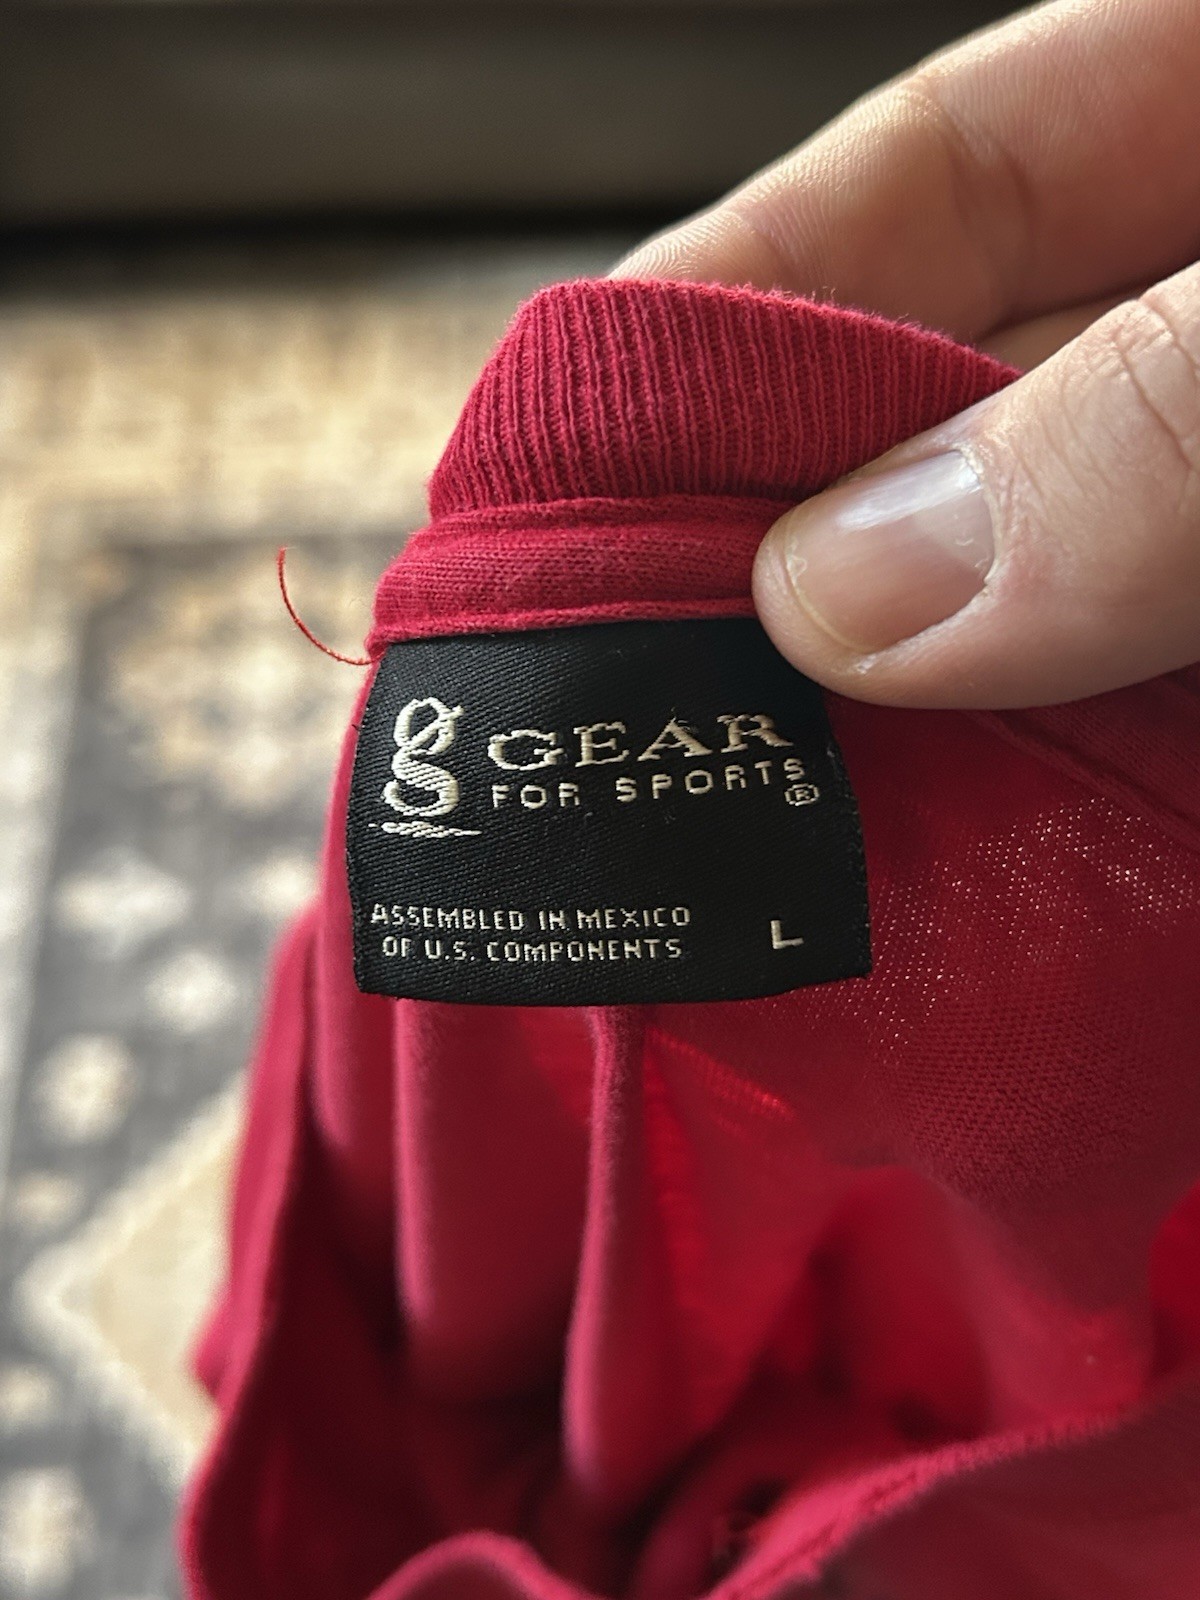 g GEAR
FOR SPORTS®
ASSEMBLED IN MEXICO
OF U.S. COMPONENTS
L